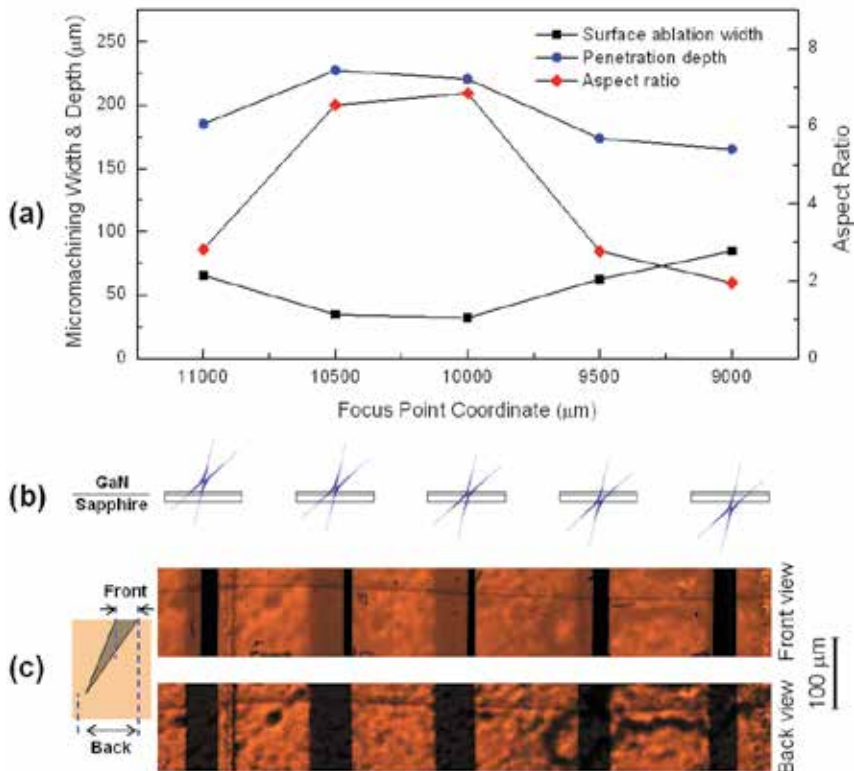 (a)
Micromachining Width & Depth (μm)
250
200
150
100
50
0
Surface ablation width
Penetration depth
Aspect ratio
8
6
4
2
0
Aspect Ratio
11000 10500 10000 9500 9000
Focus Point Coordinate (μm)
(b)
GaN
Sapphire
(c)
Front
Back
Front view
Back view
100 μm